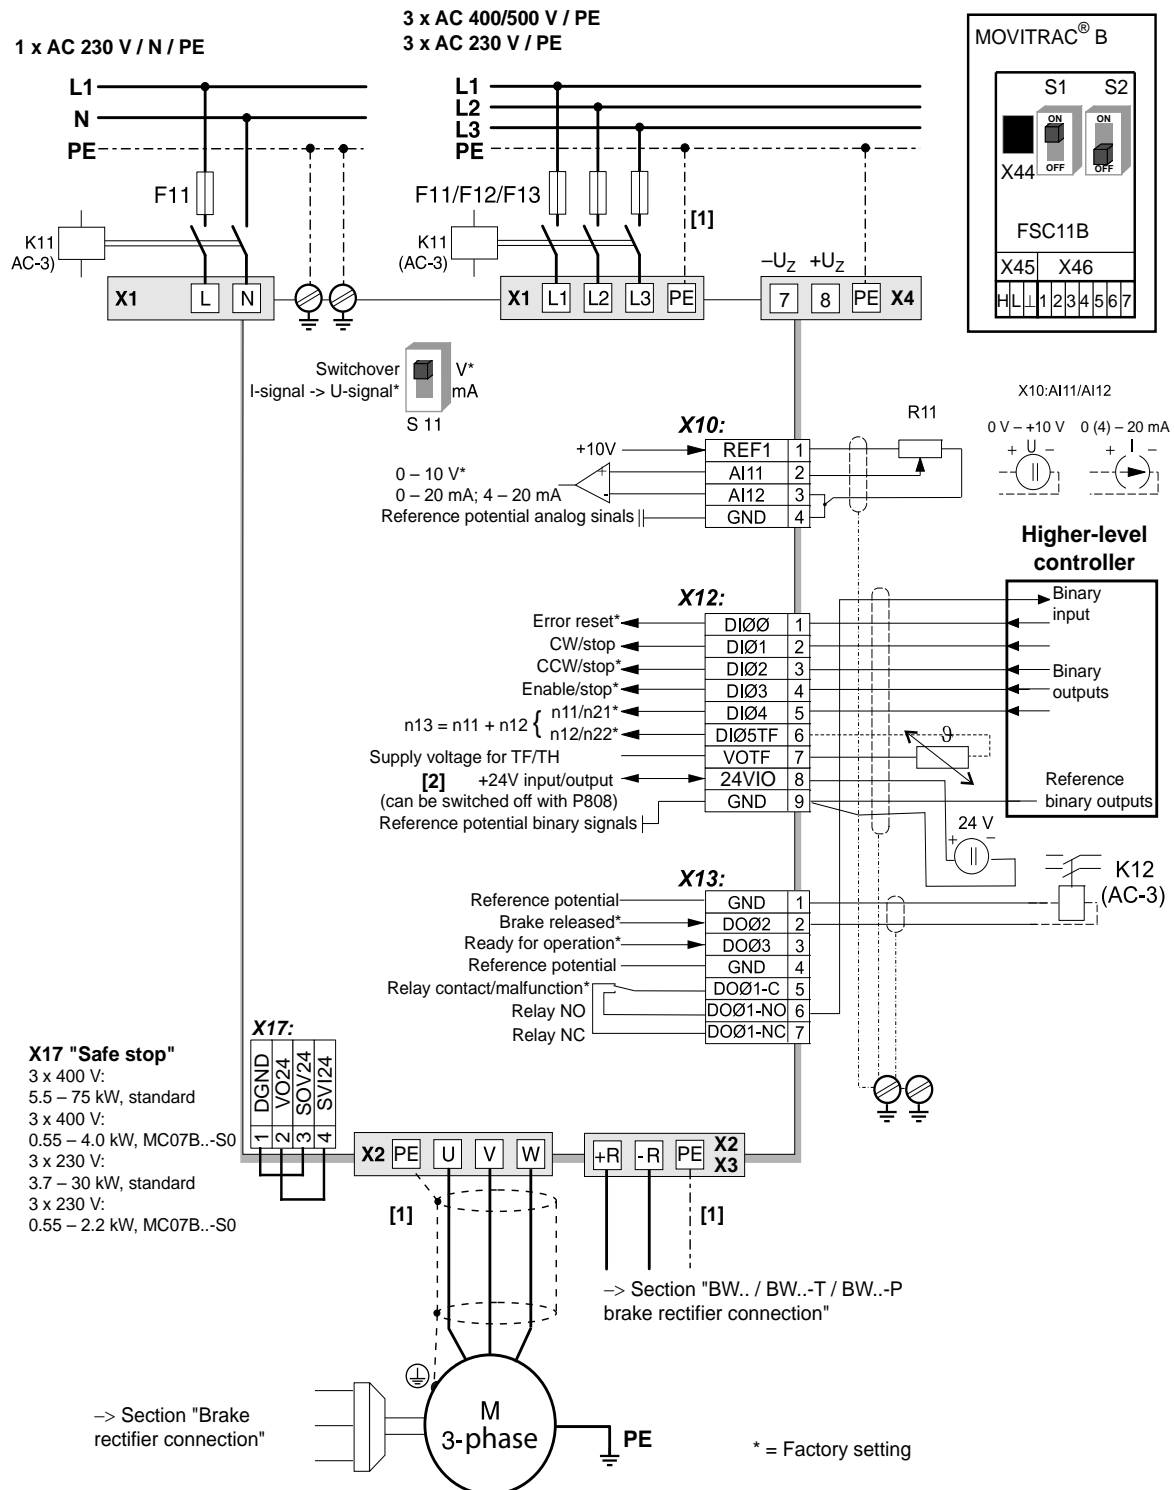 3 x AC 400/500 V / PE
1 x AC 230 V / N / PE
3 x AC 230 V / PE
MOVITRAC® B
S1 S2
ON ON
OFF OFF
X44
FSC11B
X45 X46
H L ⊥ 1 2 3 4 5 6 7
L1
N
PE
F11
K11
(AC-3)
X1 L N
L1
L2
L3
PE
F11/F12/F13
[1]
K11
(AC-3)
X1 L1 L2 L3 PE
–UZ +UZ
7 8 PE X4
Switchover V*
I-signal -> U-signal* mA
S 11
X10:AI11/AI12
0 V – +10 V 0 (4) – 20 mA
+ U – + I –
R11
X10:
+10V REF1 1
0 – 10 V* AI11 2
0 – 20 mA; 4 – 20 mA AI12 3
+
-
Reference potential analog sinals GND 4
Higher-level
controller
Binary
input
Binary
outputs
Reference
binary outputs
X12:
Error reset* DIØØ 1
CW/stop DIØ1 2
CCW/stop* DIØ2 3
Enable/stop* DIØ3 4
n11/n21* DIØ4 5
n13 = n11 + n12 {
n12/n22* DIØ5TF 6
Supply voltage for TF/TH VOTF 7
[2] +24V input/output 24VIO 8
(can be switched off with P808)
Reference potential binary signals GND 9
ϑ
24 V
+ –
K12
(AC-3)
X13:
Reference potential GND 1
Brake released* DOØ2 2
Ready for operation* DOØ3 3
Reference potential GND 4
Relay contact/malfunction* DOØ1-C 5
Relay NO DOØ1-NO 6
Relay NC DOØ1-NC 7
X17:
DGND VO24 SOV24 SVI24
1 2 3 4
X17 "Safe stop"
3 x 400 V:
5.5 – 75 kW, standard
3 x 400 V:
0.55 – 4.0 kW, MC07B..-S0
3 x 230 V:
3.7 – 30 kW, standard
3 x 230 V:
0.55 – 2.2 kW, MC07B..-S0
X2 PE U V W
+R -R PE X2
X3
[1]
[1]
–> Section "BW.. / BW..-T / BW..-P
brake rectifier connection"
–> Section "Brake
rectifier connection"
M
3-phase
PE
* = Factory setting